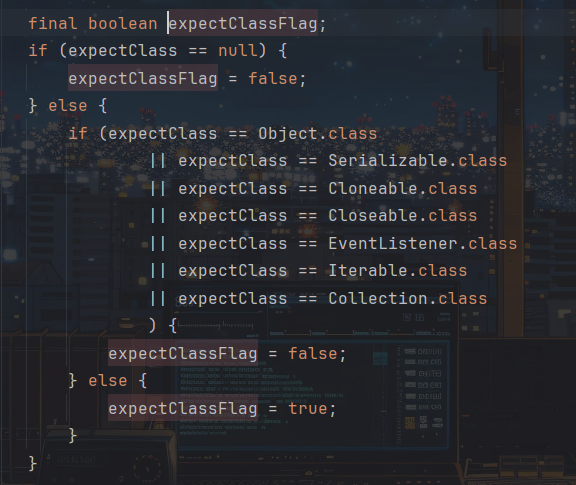 final boolean expectClassFlag;
if (expectClass == null) {
expectClassFlag = false;
} else {
if (expectClass == Object.class
|| expectClass == Serializable.class
|| expectClass == Cloneable.class
|| expectClass == Closeable.class
|| expectClass == EventListener.class
|| expectClass == Iterable.class
|| expectClass == Collection.class
) {
expectClassFlag = false;
} else {
expectClassFlag = true;
}
}